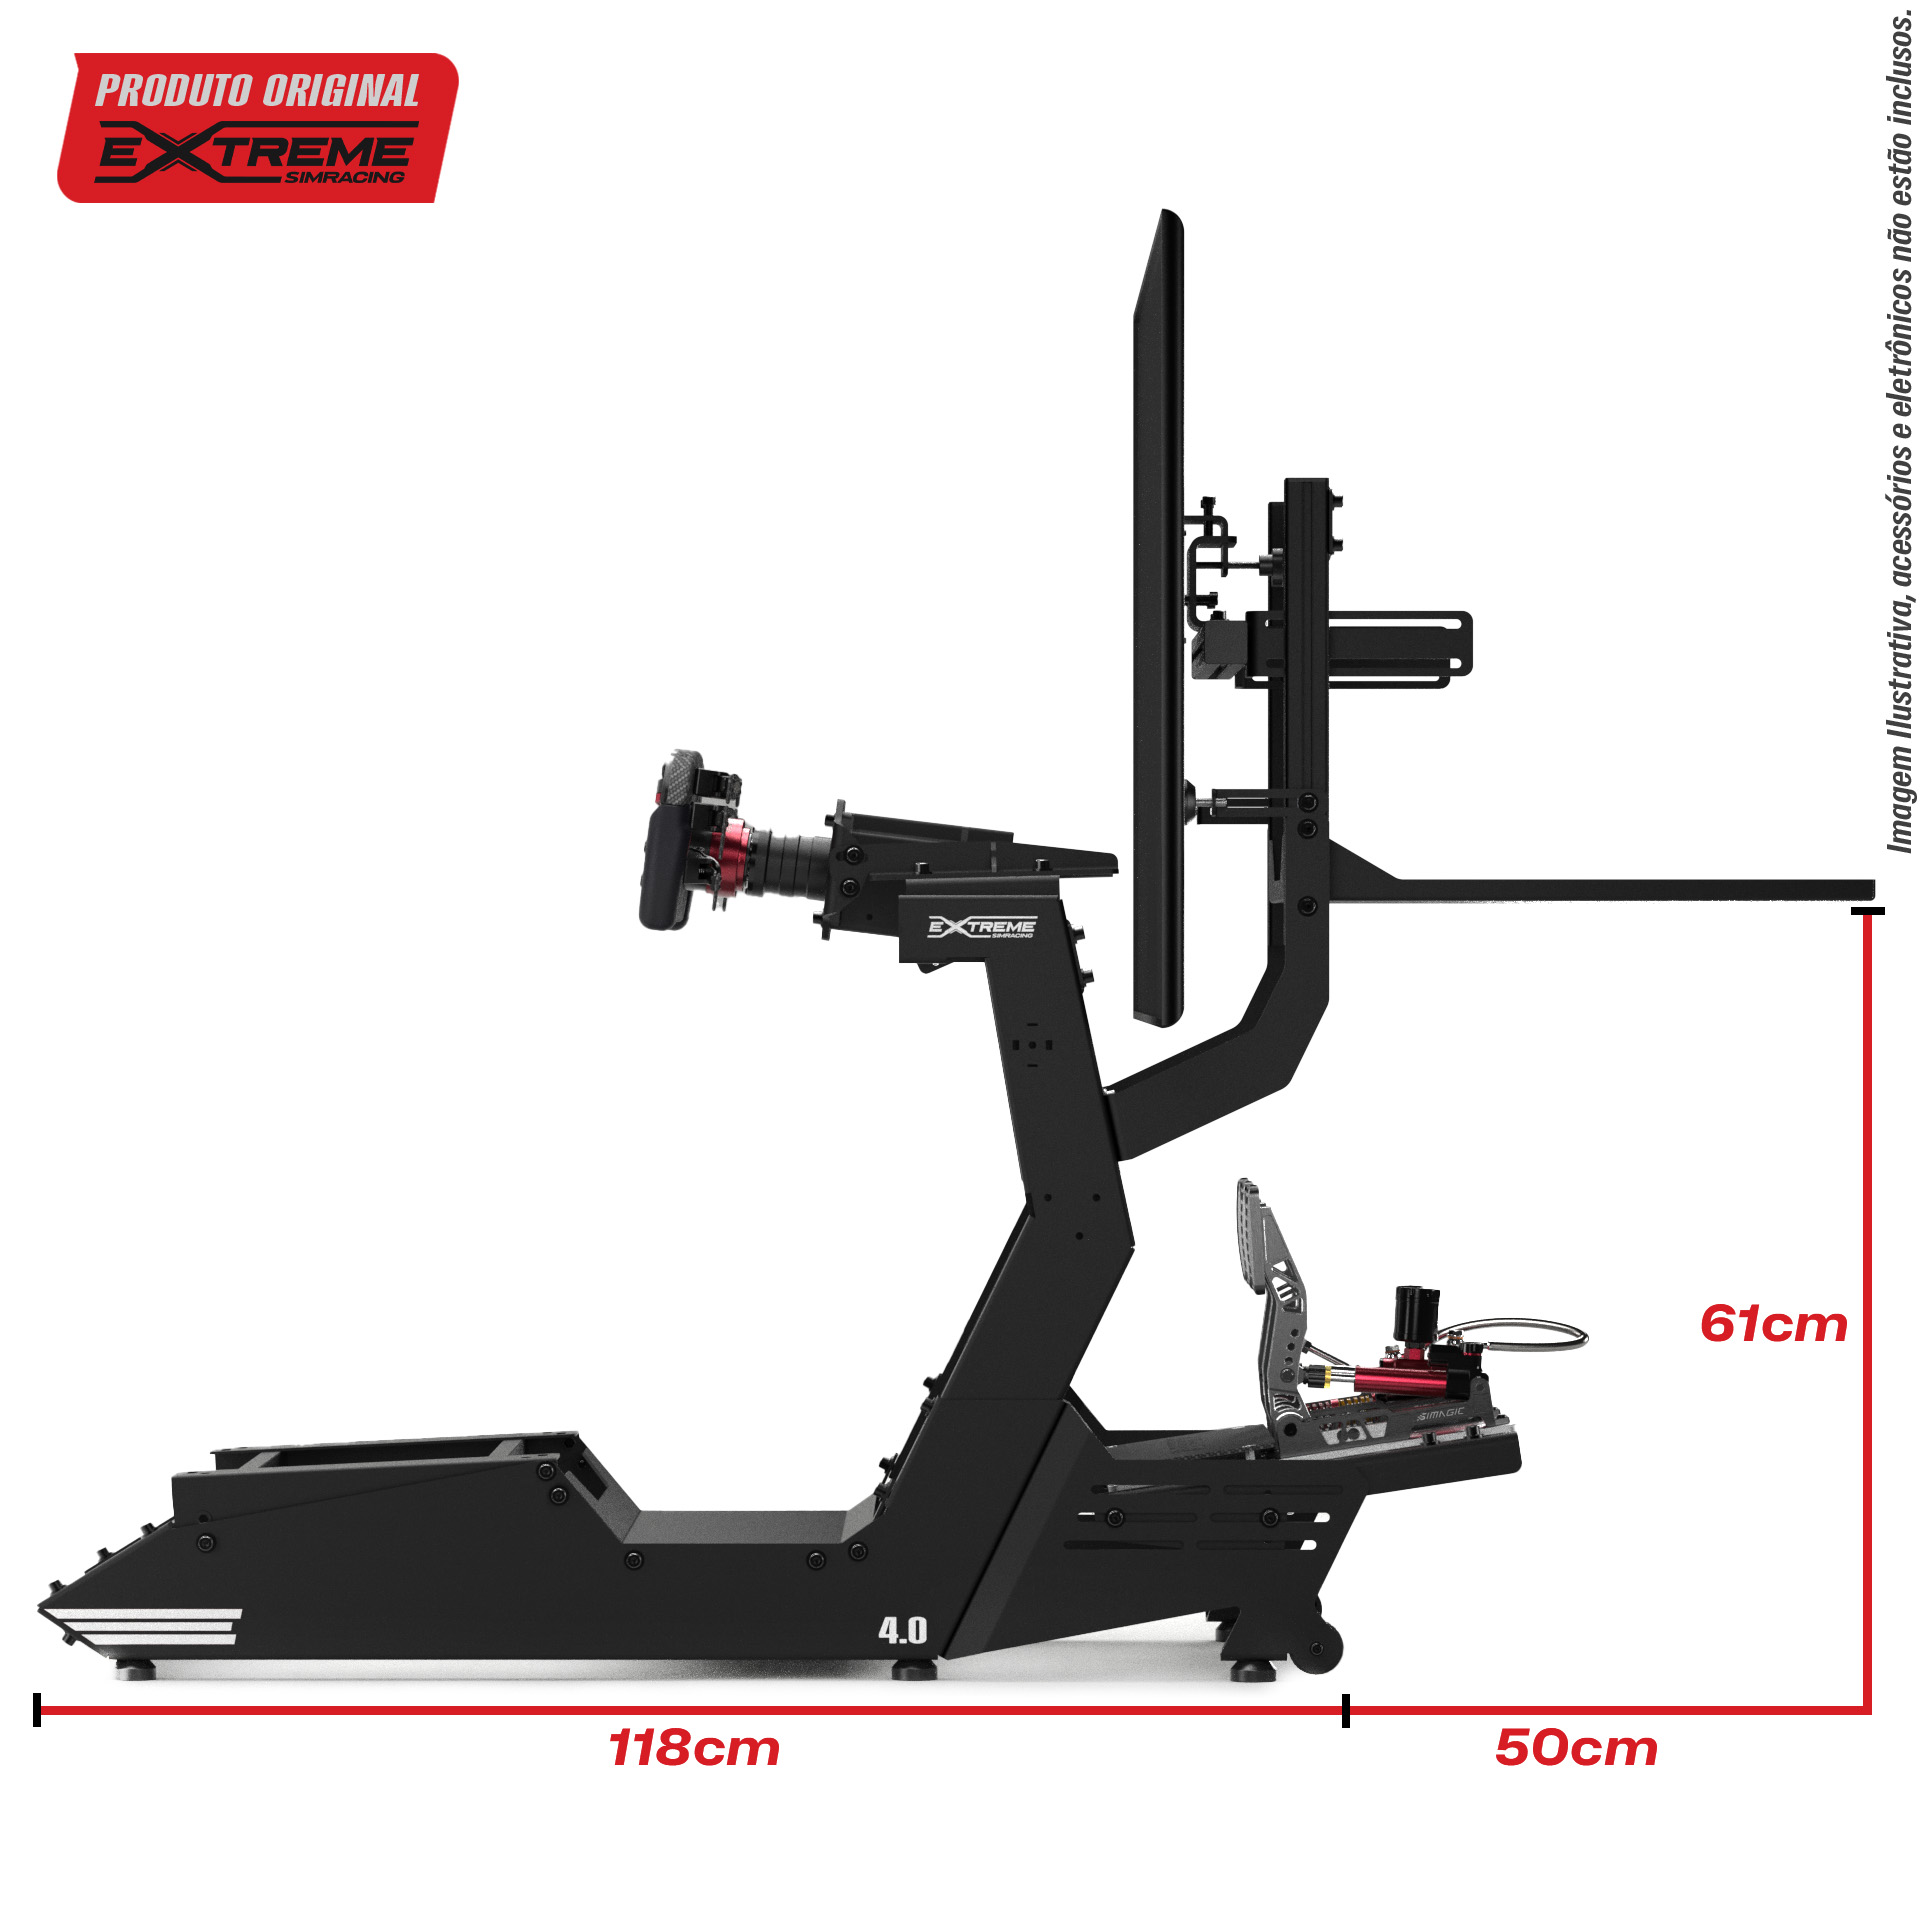 PRODUTO ORIGINAL
EXTREME
SIMRACING
Imagem Ilustrativa, acessórios e eletrônicos não estão inclusos.
EXTREME
SIMRACING
61cm
SIMAGIC
4.0
118cm
50cm